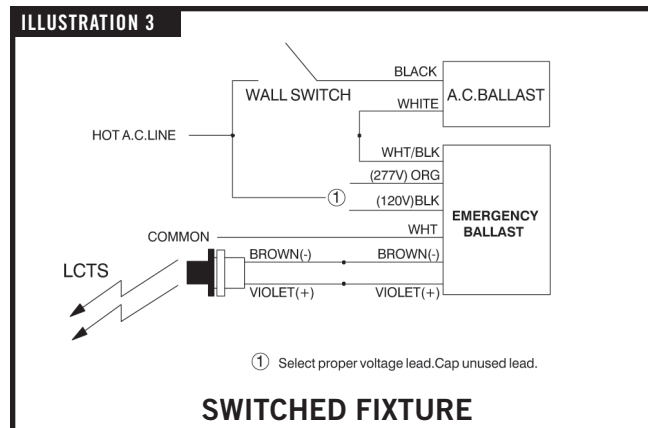 ILLUSTRATION 3
BLACK
WALL SWITCH
A.C.BALLAST
WHITE
HOT A.C.LINE
WHT/BLK
(277V) ORG
①
(120V)BLK
EMERGENCY
BALLAST
WHT
COMMON
BROWN(-)
BROWN(-)
LCTS
VIOLET(+)
VIOLET(+)
① Select proper voltage lead.Cap unused lead.
SWITCHED FIXTURE